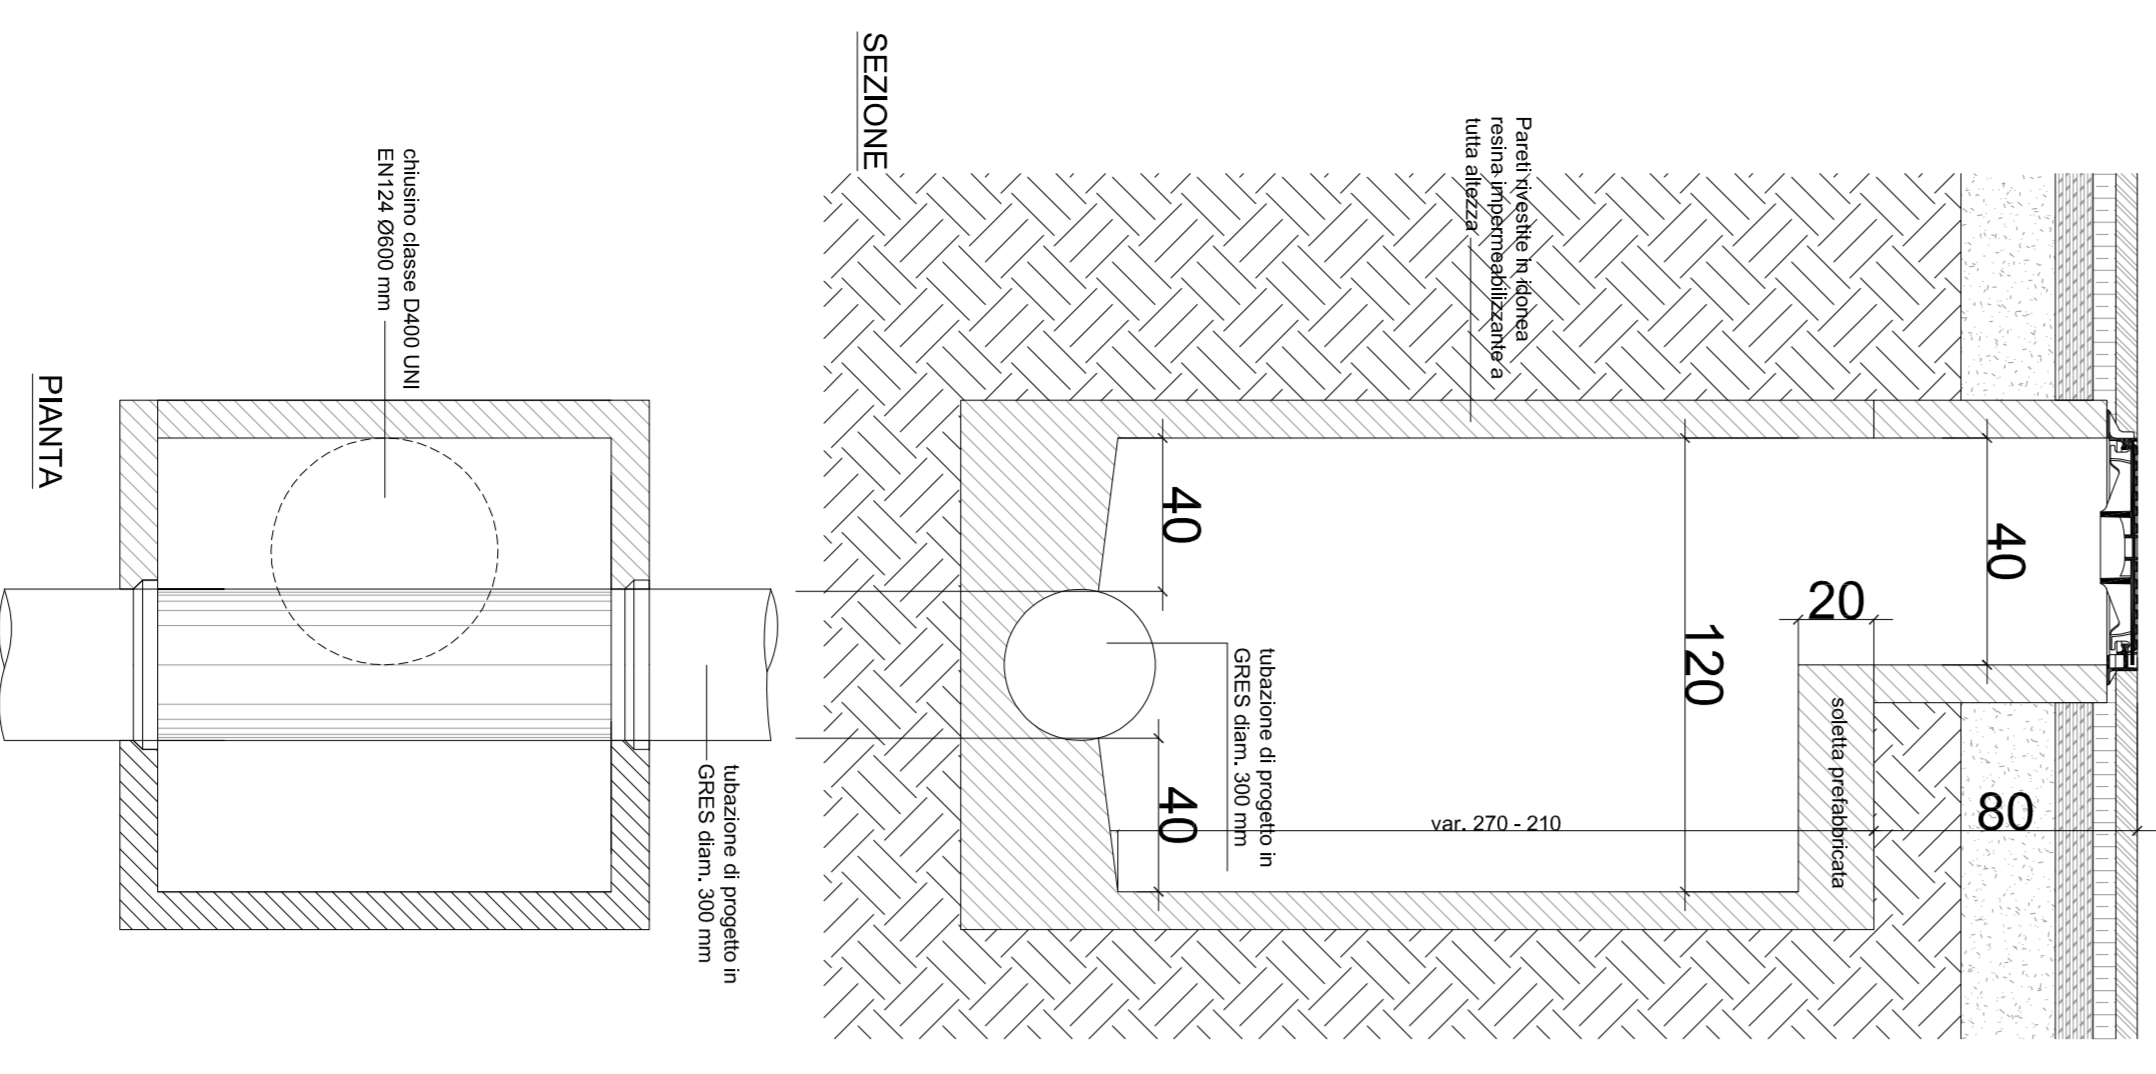 SEZIONE
Pareti rivestite in idonea
resina impermeabilizzante a
tutta altezza
40
40
20
120
soletta prefabbricata
tubazione di progetto in
GRES diam. 300 mm
40
var. 270 - 210
80
chiusino classe D400 UNI
EN124 Ø600 mm
PIANTA
tubazione di progetto in
GRES diam. 300 mm